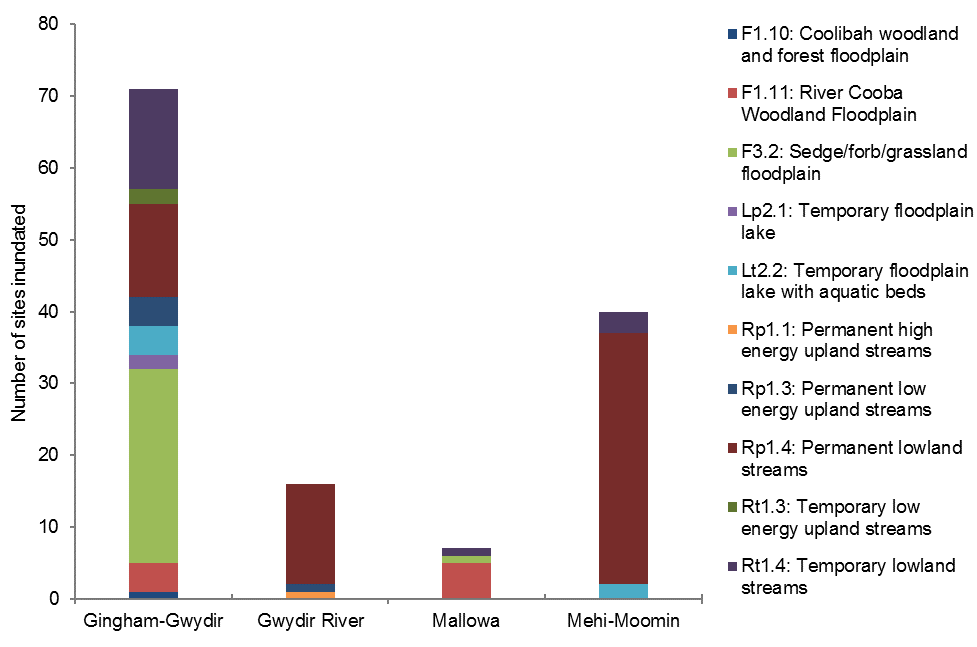 80
70
60
50
40
30
20
10
0
Number of sites inundated
Gingham-Gwydir
Gwydir River
Mallowa
Mehi-Moomin
F1.10: Coolibah woodland
and forest floodplain
F1.11: River Cooba
Woodland Floodplain
F3.2: Sedge/forb/grassland
floodplain
Lp2.1: Temporary floodplain
lake
Lt2.2: Temporary floodplain
lake with aquatic beds
Rp1.1: Permanent high
energy upland streams
Rp1.3: Permanent low
energy upland streams
Rp1.4: Permanent lowland
streams
Rt1.3: Temporary low
energy upland streams
Rt1.4: Temporary lowland
streams